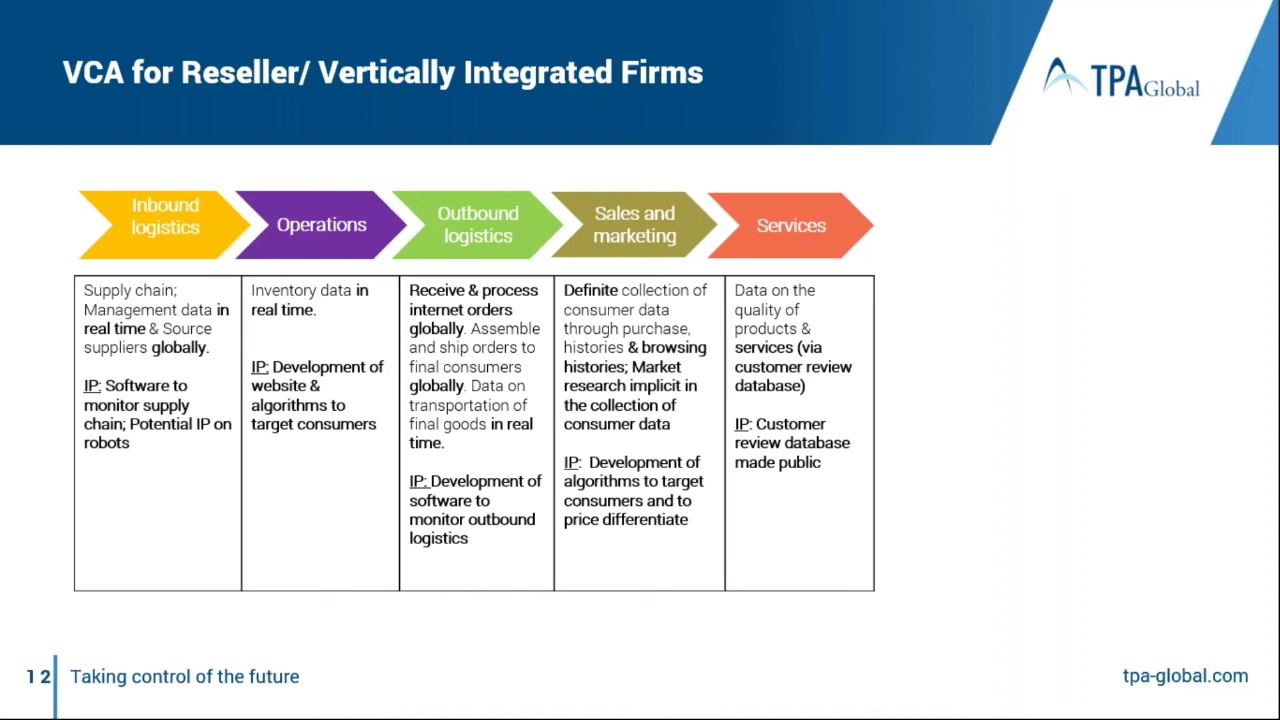 VCA for Reseller/ Vertically Integrated Firms
TPAGlobal
Inbound
logistics
Operations
Outbound
logistics
Sales and
marketing
Services
Supply chain;
Management data in
real time & Source
suppliers globally.
IP: Software to
monitor supply
chain; Potential IP on
robots
Inventory data in
real time.
IP: Development of
website &
algorithms to
target consumers
Receive & process
internet orders
globally. Assemble
and ship orders to
final consumers
globally. Data on
transportation of
final goods in real
time.
IP: Development of
software to
monitor outbound
logistics
Definite collection of
consumer data
through purchase,
histories & browsing
histories; Market
research implicit in
the collection of
consumer data
IP: Development of
algorithms to target
consumers and to
price differentiate
Data on the
quality of
products &
services (via
customer review
database)
IP: Customer
review database
made public
12
Taking control of the future
tpa-global.com